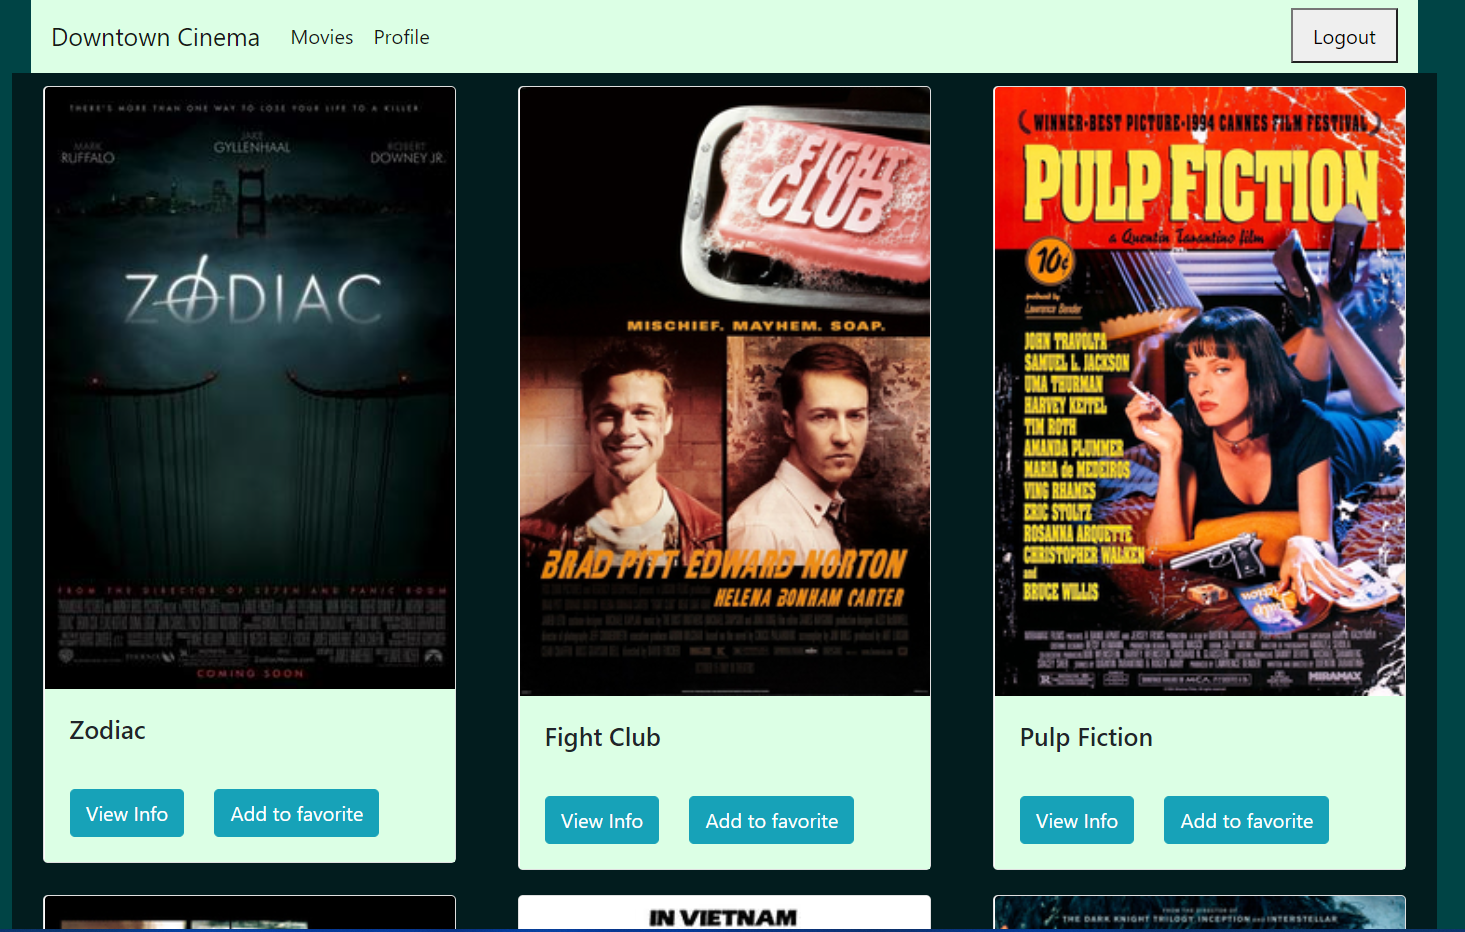 Downtown Cinema Movies Profile Logout
THERE'S MORE THAN ONE WAY TO LOSE YOUR LIFE TO A KILLER
MARK RUFFALO
JAKE GYLLENHAAL
ROBERT DOWNEY JR.
ZODIAC
FROM THE DIRECTOR OF SE7EN AND PANIC ROOM
COMING SOON
Zodiac
View Info Add to favorite
FIGHT
CLUB
MISCHIEF. MAYHEM. SOAP.
BRAD PITT EDWARD NORTON
HELENA BONHAM CARTER
Fight Club
View Info Add to favorite
WINNER-BEST PICTURE-1994 CANNES FILM FESTIVAL
PULP FICTION
a Quentin Tarantino film
10¢
produced by
Lawrence Bender
JOHN TRAVOLTA
SAMUEL L. JACKSON
UMA THURMAN
HARVEY KEITEL
TIM ROTH
AMANDA PLUMMER
MARIA de MEDEIROS
VING RHAMES
ERIC STOLTZ
ROSANNA ARQUETTE
CHRISTOPHER WALKEN
and
BRUCE WILLIS
MIRAMAX
Pulp Fiction
View Info Add to favorite
IN VIETNAM
FROM THE DIRECTOR OF
THE DARK KNIGHT TRILOGY, INCEPTION AND INTERSTELLAR